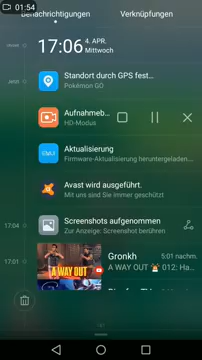 01:54
Benachrichtigungen
Verknüpfungen
17:06
4. APR.
Mittwoch
Jetzt
Standort durch GPS fest...
Pokémon GO
Aufnahmeb...
HD-Modus
Aktualisierung
Firmware-Aktualisierung heruntergeladen...
Avast wird ausgeführt.
Mit uns sind Sie immer geschützt
17:04
Screenshots aufgenommen
Zur Anzeige: Screenshot berühren
17:01
Gronkh
5:01 nachm.
A WAY OUT
012: Ha...
A WAY OUT